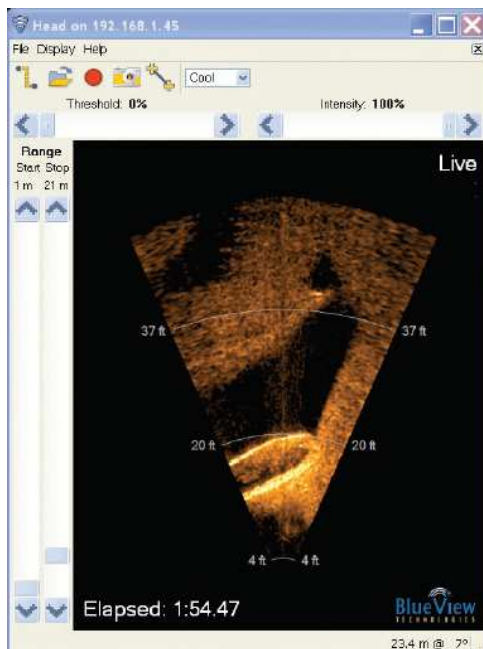 Head on 192.168.1.45
File Display Help
Cool
Threshold: 0% Intensity: 100%
Range
Start Stop
1 m 21 m
Live
37 ft 37 ft
20 ft 20 ft
4 ft 4 ft
Elapsed: 1:54.47
BlueView
TECHNOLOGIES
23.4 m @ 7°